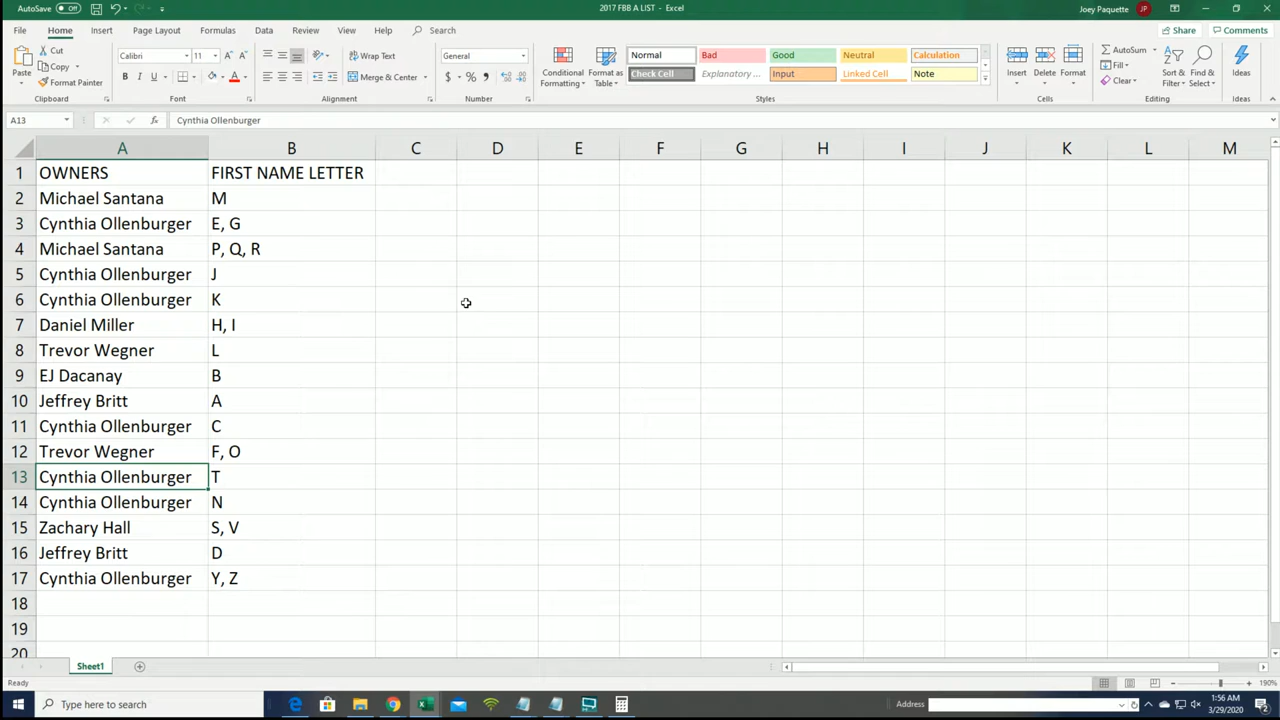 AutoSave Off 2017 FBB A LIST - Excel Joey Paquette JP
File Home Insert Page Layout Formulas Data Review View Help Search Share Comments
Paste Cut Copy Format Painter Calibri 11 Wrap Text General Conditional Formatting Format as Table Normal Bad Good Neutral Calculation Insert Delete Format AutoSum Sort & Filter Find & Select Ideas
B I U Merge & Center $ % Check Cell Explanatory ... Input Linked Cell Note Fill Clear
Clipboard Font Alignment Number Styles Cells Editing Ideas
A13 fx Cynthia Ollenburger
A B C D E F G H I J K L M
1 OWNERS FIRST NAME LETTER
2 Michael Santana M
3 Cynthia Ollenburger E, G
4 Michael Santana P, Q, R
5 Cynthia Ollenburger J
6 Cynthia Ollenburger K
7 Daniel Miller H, I
8 Trevor Wegner L
9 EJ Dacanay B
10 Jeffrey Britt A
11 Cynthia Ollenburger C
12 Trevor Wegner F, O
13 Cynthia Ollenburger T
14 Cynthia Ollenburger N
15 Zachary Hall S, V
16 Jeffrey Britt D
17 Cynthia Ollenburger Y, Z
18
19
20
Sheet1
Ready 190%
Type here to search Address 1:56 AM
3/29/2020